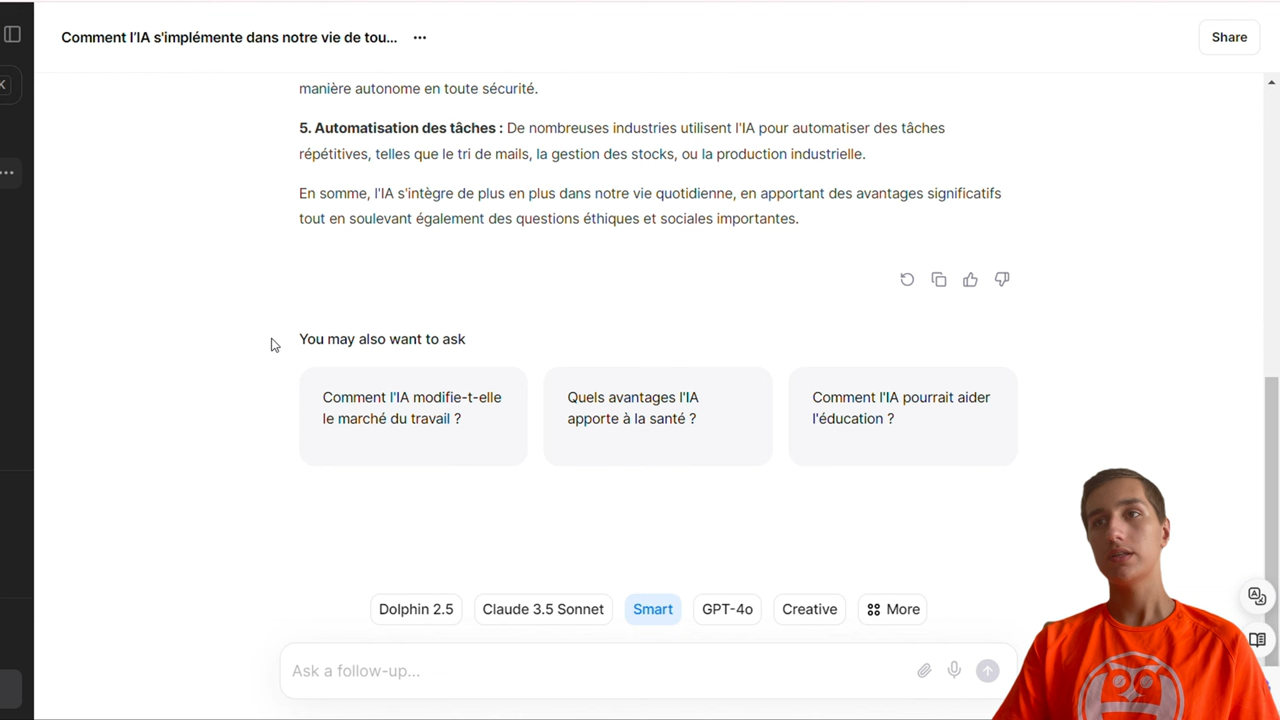 Comment l'IA s'implémente dans notre vie de tou...
Share
K
manière autonome en toute sécurité.
5. Automatisation des tâches : De nombreuses industries utilisent l'IA pour automatiser des tâches
répétitives, telles que le tri de mails, la gestion des stocks, ou la production industrielle.
En somme, l'IA s'intègre de plus en plus dans notre vie quotidienne, en apportant des avantages significatifs
tout en soulevant également des questions éthiques et sociales importantes.
You may also want to ask
Comment l'IA modifie-t-elle
le marché du travail ?
Quels avantages l'IA
apporte à la santé ?
Comment l'IA pourrait aider
l'éducation ?
Dolphin 2.5 Claude 3.5 Sonnet Smart GPT-4o Creative More
Ask a follow-up...